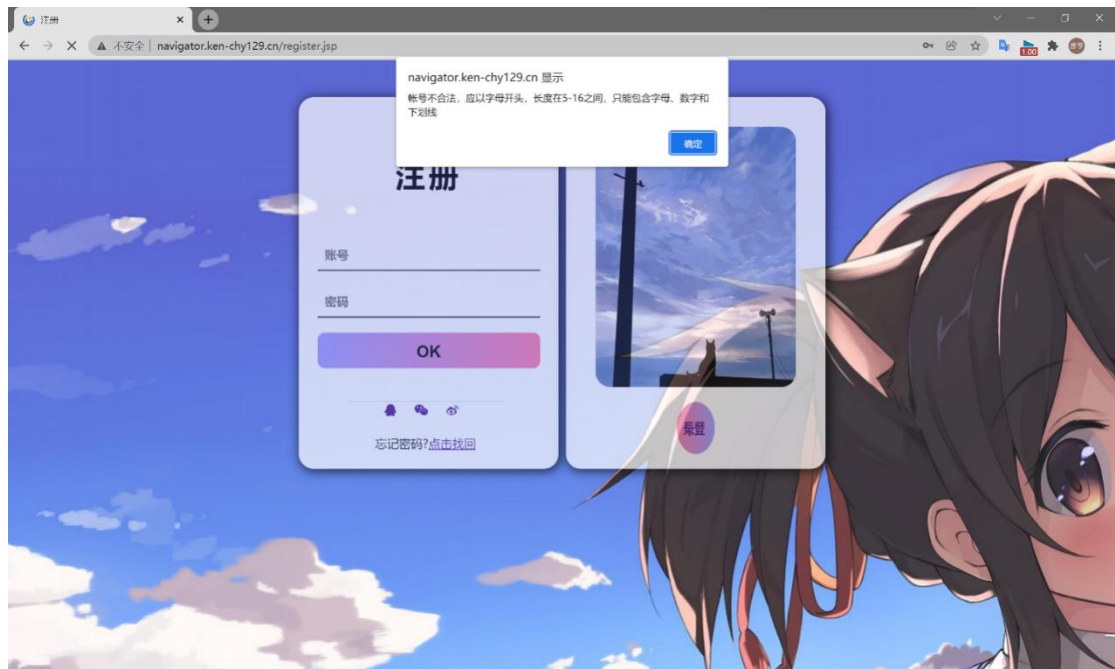 注册
不安全 navigator.ken-chy129.cn/register.jsp
1.00
navigator.ken-chy129.cn 显示
帐号不合法，应以字母开头，长度在5-16之间，只能包含字母、数字和
下划线
确定
注册
账号
密码
OK
忘记密码?点击找回